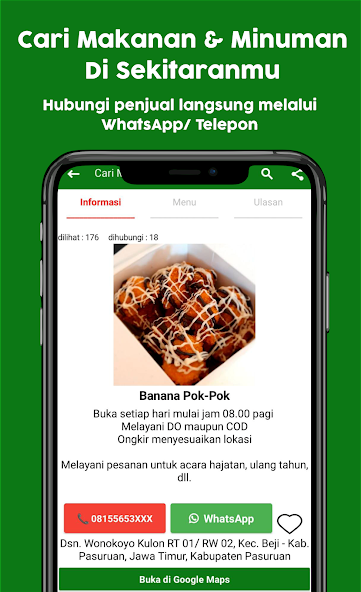 Cari Makanan & Minuman
Di Sekitaranmu
Hubungi penjual langsung melalui
WhatsApp/ Telepon
Cari M
Informasi
Menu
Ulasan
dilihat : 176 dihubungi : 18
Banana Pok-Pok
Buka setiap hari mulai jam 08.00 pagi
Melayani DO maupun COD
Ongkir menyesuaikan lokasi
Melayani pesanan untuk acara hajatan, ulang tahun,
dll.
08155653XXX
WhatsApp
Dsn. Wonokoyo Kulon RT 01/ RW 02, Kec. Beji - Kab.
Pasuruan, Jawa Timur, Kabupaten Pasuruan
Buka di Google Maps